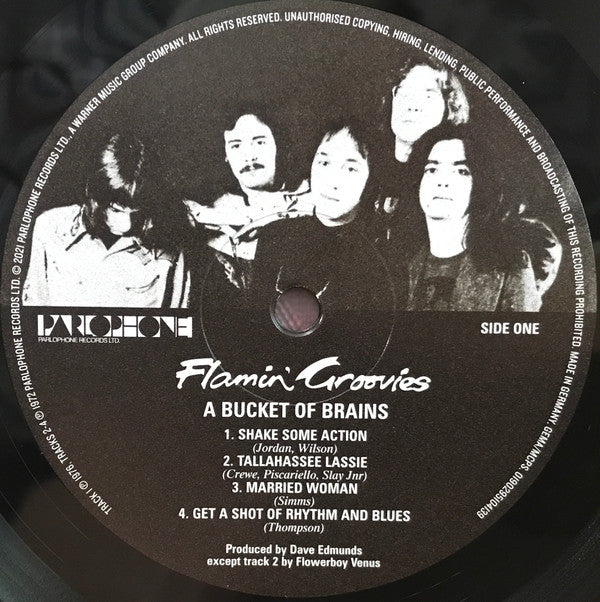 TRACK 1 ℗ 1976, TRACKS 2-4 ℗ 1972 PARLOPHONE RECORDS LTD. © 2021 PARLOPHONE RECORDS LTD., A WARNER MUSIC GROUP COMPANY. ALL RIGHTS RESERVED. UNAUTHORISED COPYING, HIRING, LENDING, PUBLIC PERFORMANCE AND BROADCASTING OF THIS RECORDING PROHIBITED. MADE IN GERMANY. GEMA/MCPS 0190295104139
PARLOPHONE
PARLOPHONE RECORDS LTD.
SIDE ONE
Flamin' Groovies
A BUCKET OF BRAINS
1. SHAKE SOME ACTION
(Jordan, Wilson)
2. TALLAHASSEE LASSIE
(Crewe, Piscariello, Slay Jnr)
3. MARRIED WOMAN
(Simms)
4. GET A SHOT OF RHYTHM AND BLUES
(Thompson)
Produced by Dave Edmunds
except track 2 by Flowerboy Venus